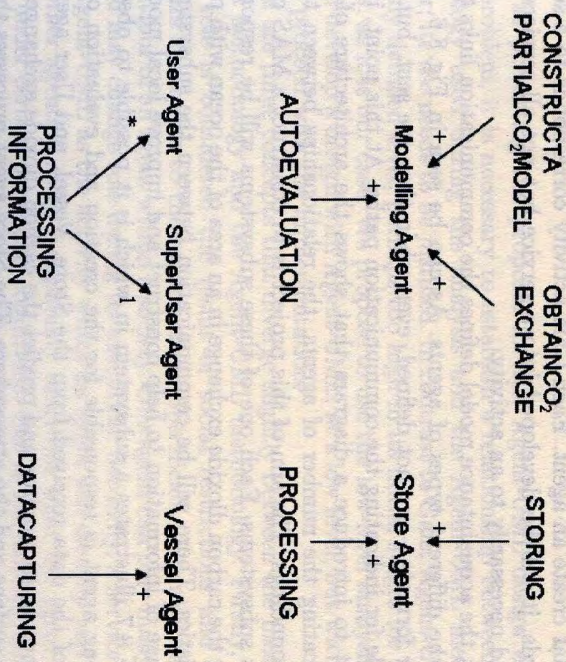 CONSTRUCTA
PARTIALCO₂MODEL
OBTAINCO₂
EXCHANGE
STORING
+
+
+
Modelling Agent
Store Agent
+
+
AUTOEVALUATION
PROCESSING
User Agent
SuperUser Agent
Vessel Agent
*
1
+
PROCESSING
INFORMATION
DATACAPTURING